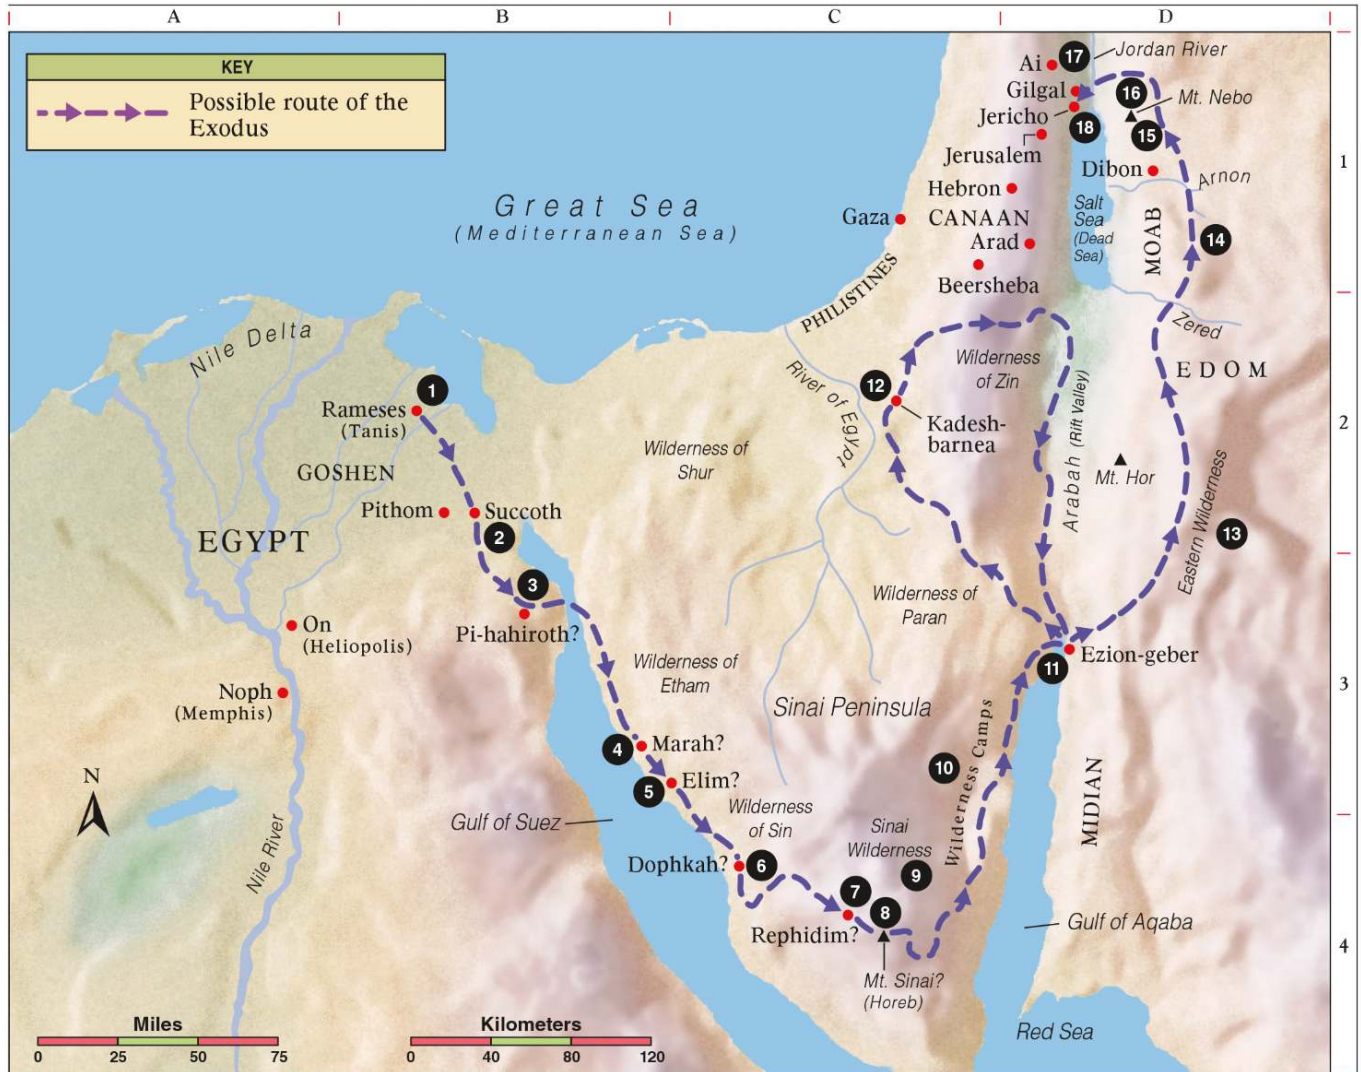 A
B
C
D
KEY
Possible route of the
Exodus
Great Sea
(Mediterranean Sea)
Jordan River
17
Ai
Gilgal
16
Mt. Nebo
Jericho
18
15
Jerusalem
Dibon
1
Arnon
Hebron
Salt
Sea
(Dead
Sea)
Gaza
CANAAN
MOAB
14
Arad
Beersheba
PHILISTINES
Zered
Nile Delta
Wilderness
of Zin
EDOM
River of Egypt
12
1
Rameses
(Tanis)
Kadesh-
barnea
Arabah (Rift Valley)
2
Wilderness of
Shur
GOSHEN
Mt. Hor
Pithom
Succoth
2
Eastern Wilderness
13
EGYPT
3
Wilderness of
Paran
On
(Heliopolis)
Pi-hahiroth?
Wilderness of
Etham
Ezion-geber
11
3
Noph
(Memphis)
Sinai Peninsula
4
Marah?
Wilderness Camps
10
N
5
Elim?
MIDIAN
Gulf of Suez
Wilderness
of Sin
Sinai
Wilderness
Nile River
Dophkah?
6
9
7
8
Rephidim?
Gulf of Aqaba
4
Mt. Sinai?
(Horeb)
Red Sea
Miles
0
25
50
75
Kilometers
0
40
80
120